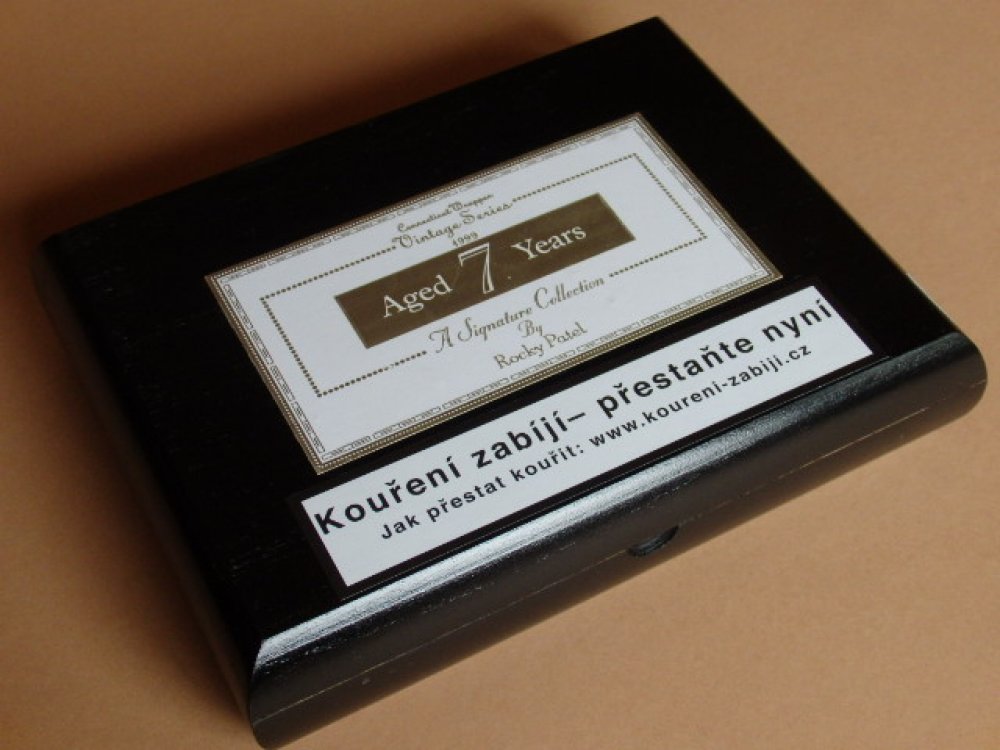 Connecticut Wrapper
Vintage Series
1999
Aged 7 Years
A Signature Collection
By
Rocky Patel
Kouření zabíjí– přestaňte nyní
Jak přestat kouřit: www.koureni-zabiji.cz